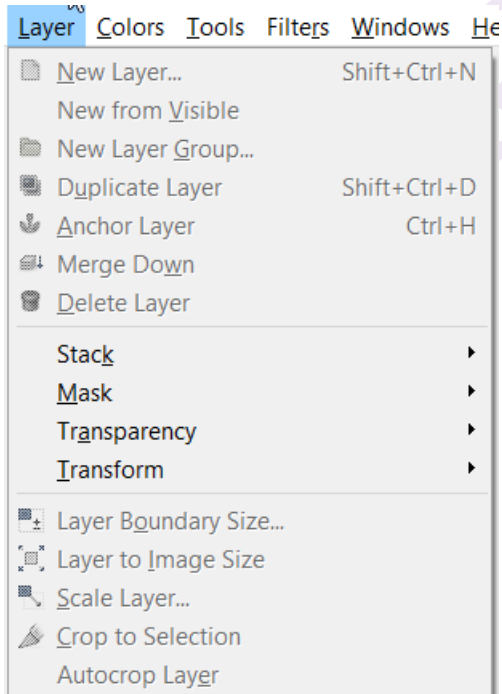 Layer Colors Tools Filters Windows He
New Layer... Shift+Ctrl+N
New from Visible
New Layer Group...
Duplicate Layer Shift+Ctrl+D
Anchor Layer Ctrl+H
Merge Down
Delete Layer
Stack
Mask
Transparency
Transform
Layer Boundary Size...
Layer to Image Size
Scale Layer...
Crop to Selection
Autocrop Layer